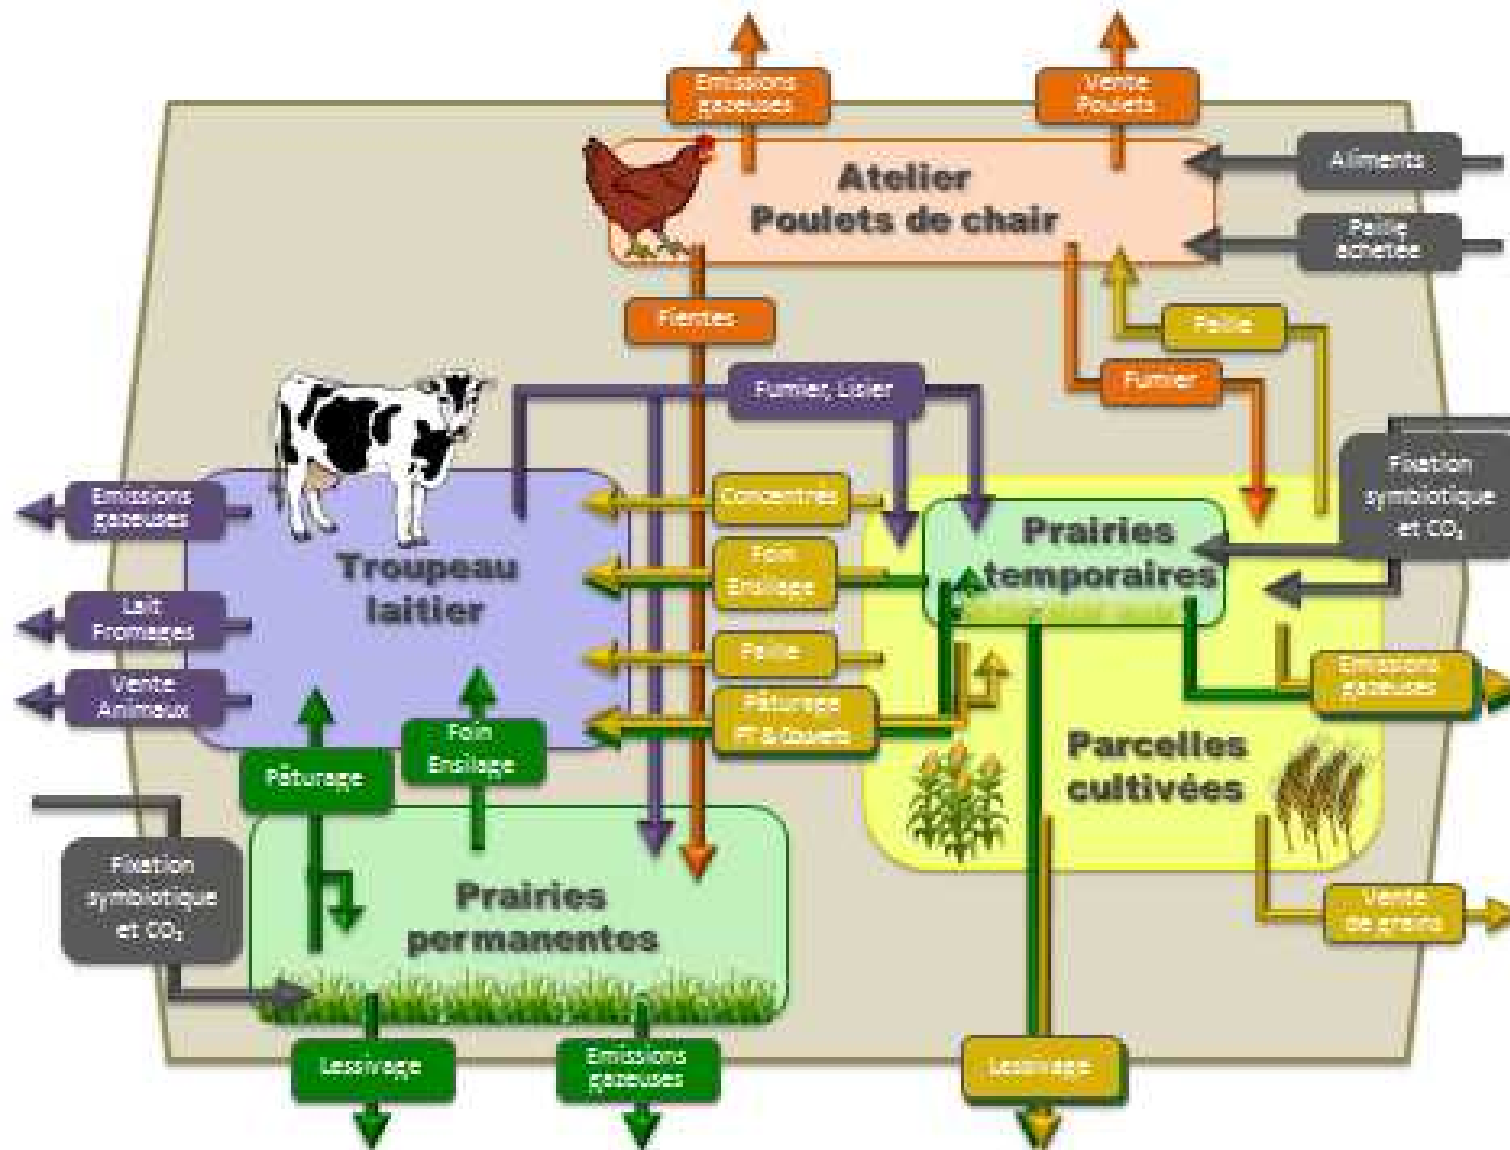 Emissions
gazeuses
Vente
Poulets
Atelier
Poulets de chair
Aliments
Paille
achetée
Fientes
Paille
Fumier
Fumier, Lisier
Fixation
symbiotique
et CO₂
Emissions
gazeuses
Concentrés
Prairies
temporaires
Troupeau
laitier
Foin
Ensilage
Lait
Fromages
Paille
Emissions
gazeuses
Vente
Animaux
Pâturage
PT & Couverts
Foin
Ensilage
Pâturage
Parcelles
cultivées
Fixation
symbiotique
et CO₂
Prairies
permanentes
Vente
de grains
Lessivage
Emissions
gazeuses
Lessivage